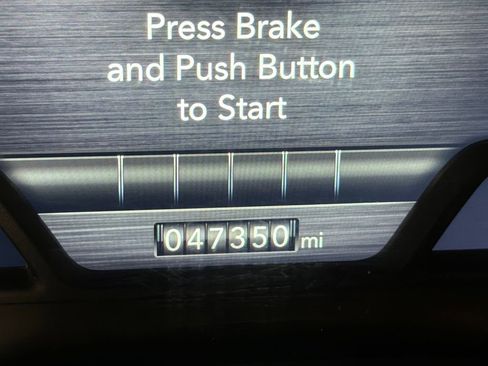 Press Brake
and Push Button
to Start
047350 mi